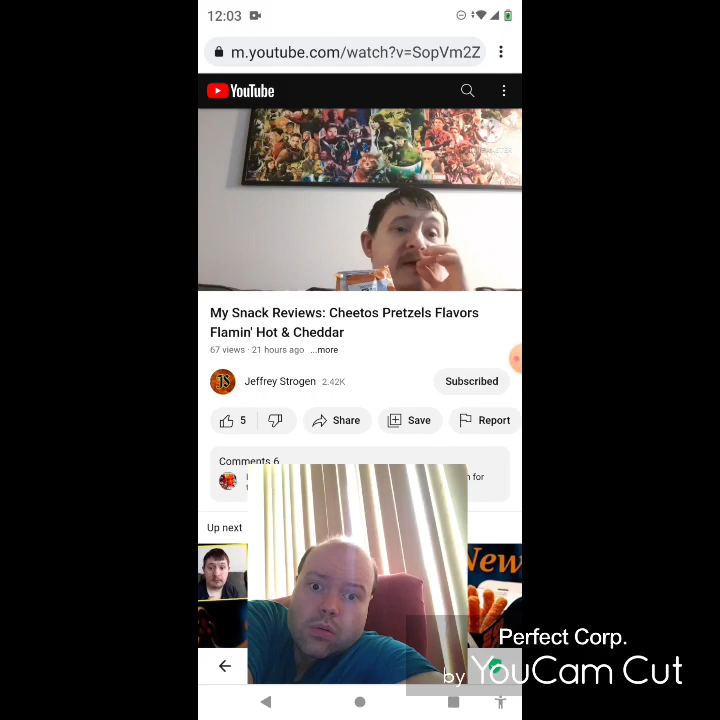 12:03
m.youtube.com/watch?v=SopVm2Z
YouTube
My Snack Reviews: Cheetos Pretzels Flavors
Flamin' Hot & Cheddar
67 views · 21 hours ago ...more
JS
Jeffrey Strogen 2.42K
Subscribed
5
Share
Save
Report
Comments 6
for
Up next
New
Perfect Corp.
by YouCam Cut